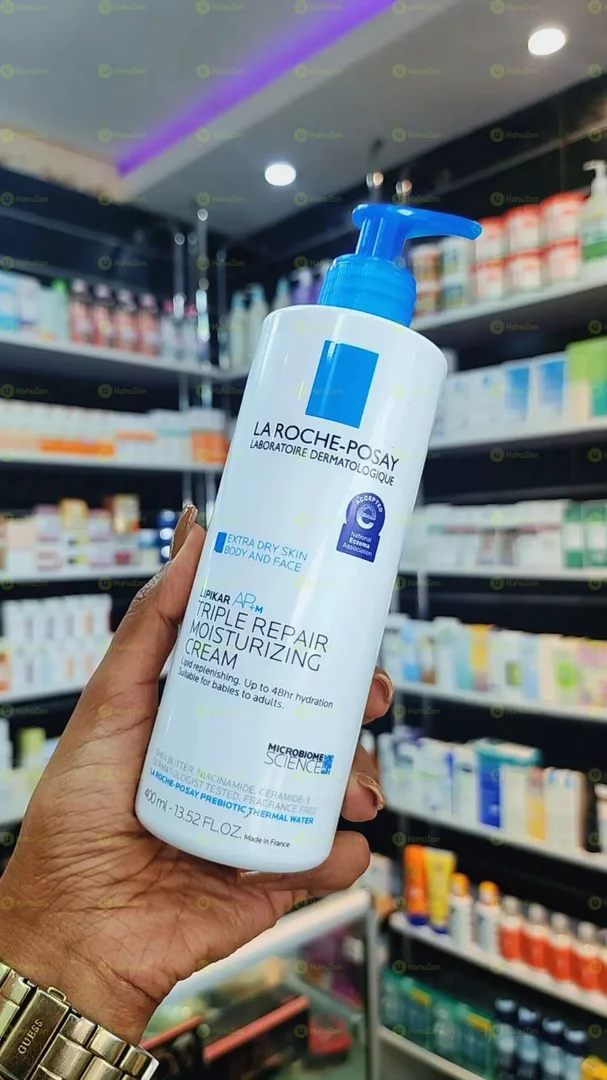 LA ROCHE-POSAY
LABORATOIRE DERMATOLOGIQUE
ACCEPTED
National
Eczema
Association
EXTRA DRY SKIN
BODY AND FACE
LIPIKAR AP+M
TRIPLE REPAIR
MOISTURIZING
CREAM
Lipid replenishing. Up to 48hr hydration
Suitable for babies to adults.
MICROBIOME
SCIENCE
SHEA BUTTER, NIACINAMIDE, CERAMIDE-3
DERMATOLOGIST TESTED, FRAGRANCE FREE
LA ROCHE-POSAY PREBIOTIC THERMAL WATER
400ml - 13.52 FL.OZ. Made in France
GUESS
HahuZon